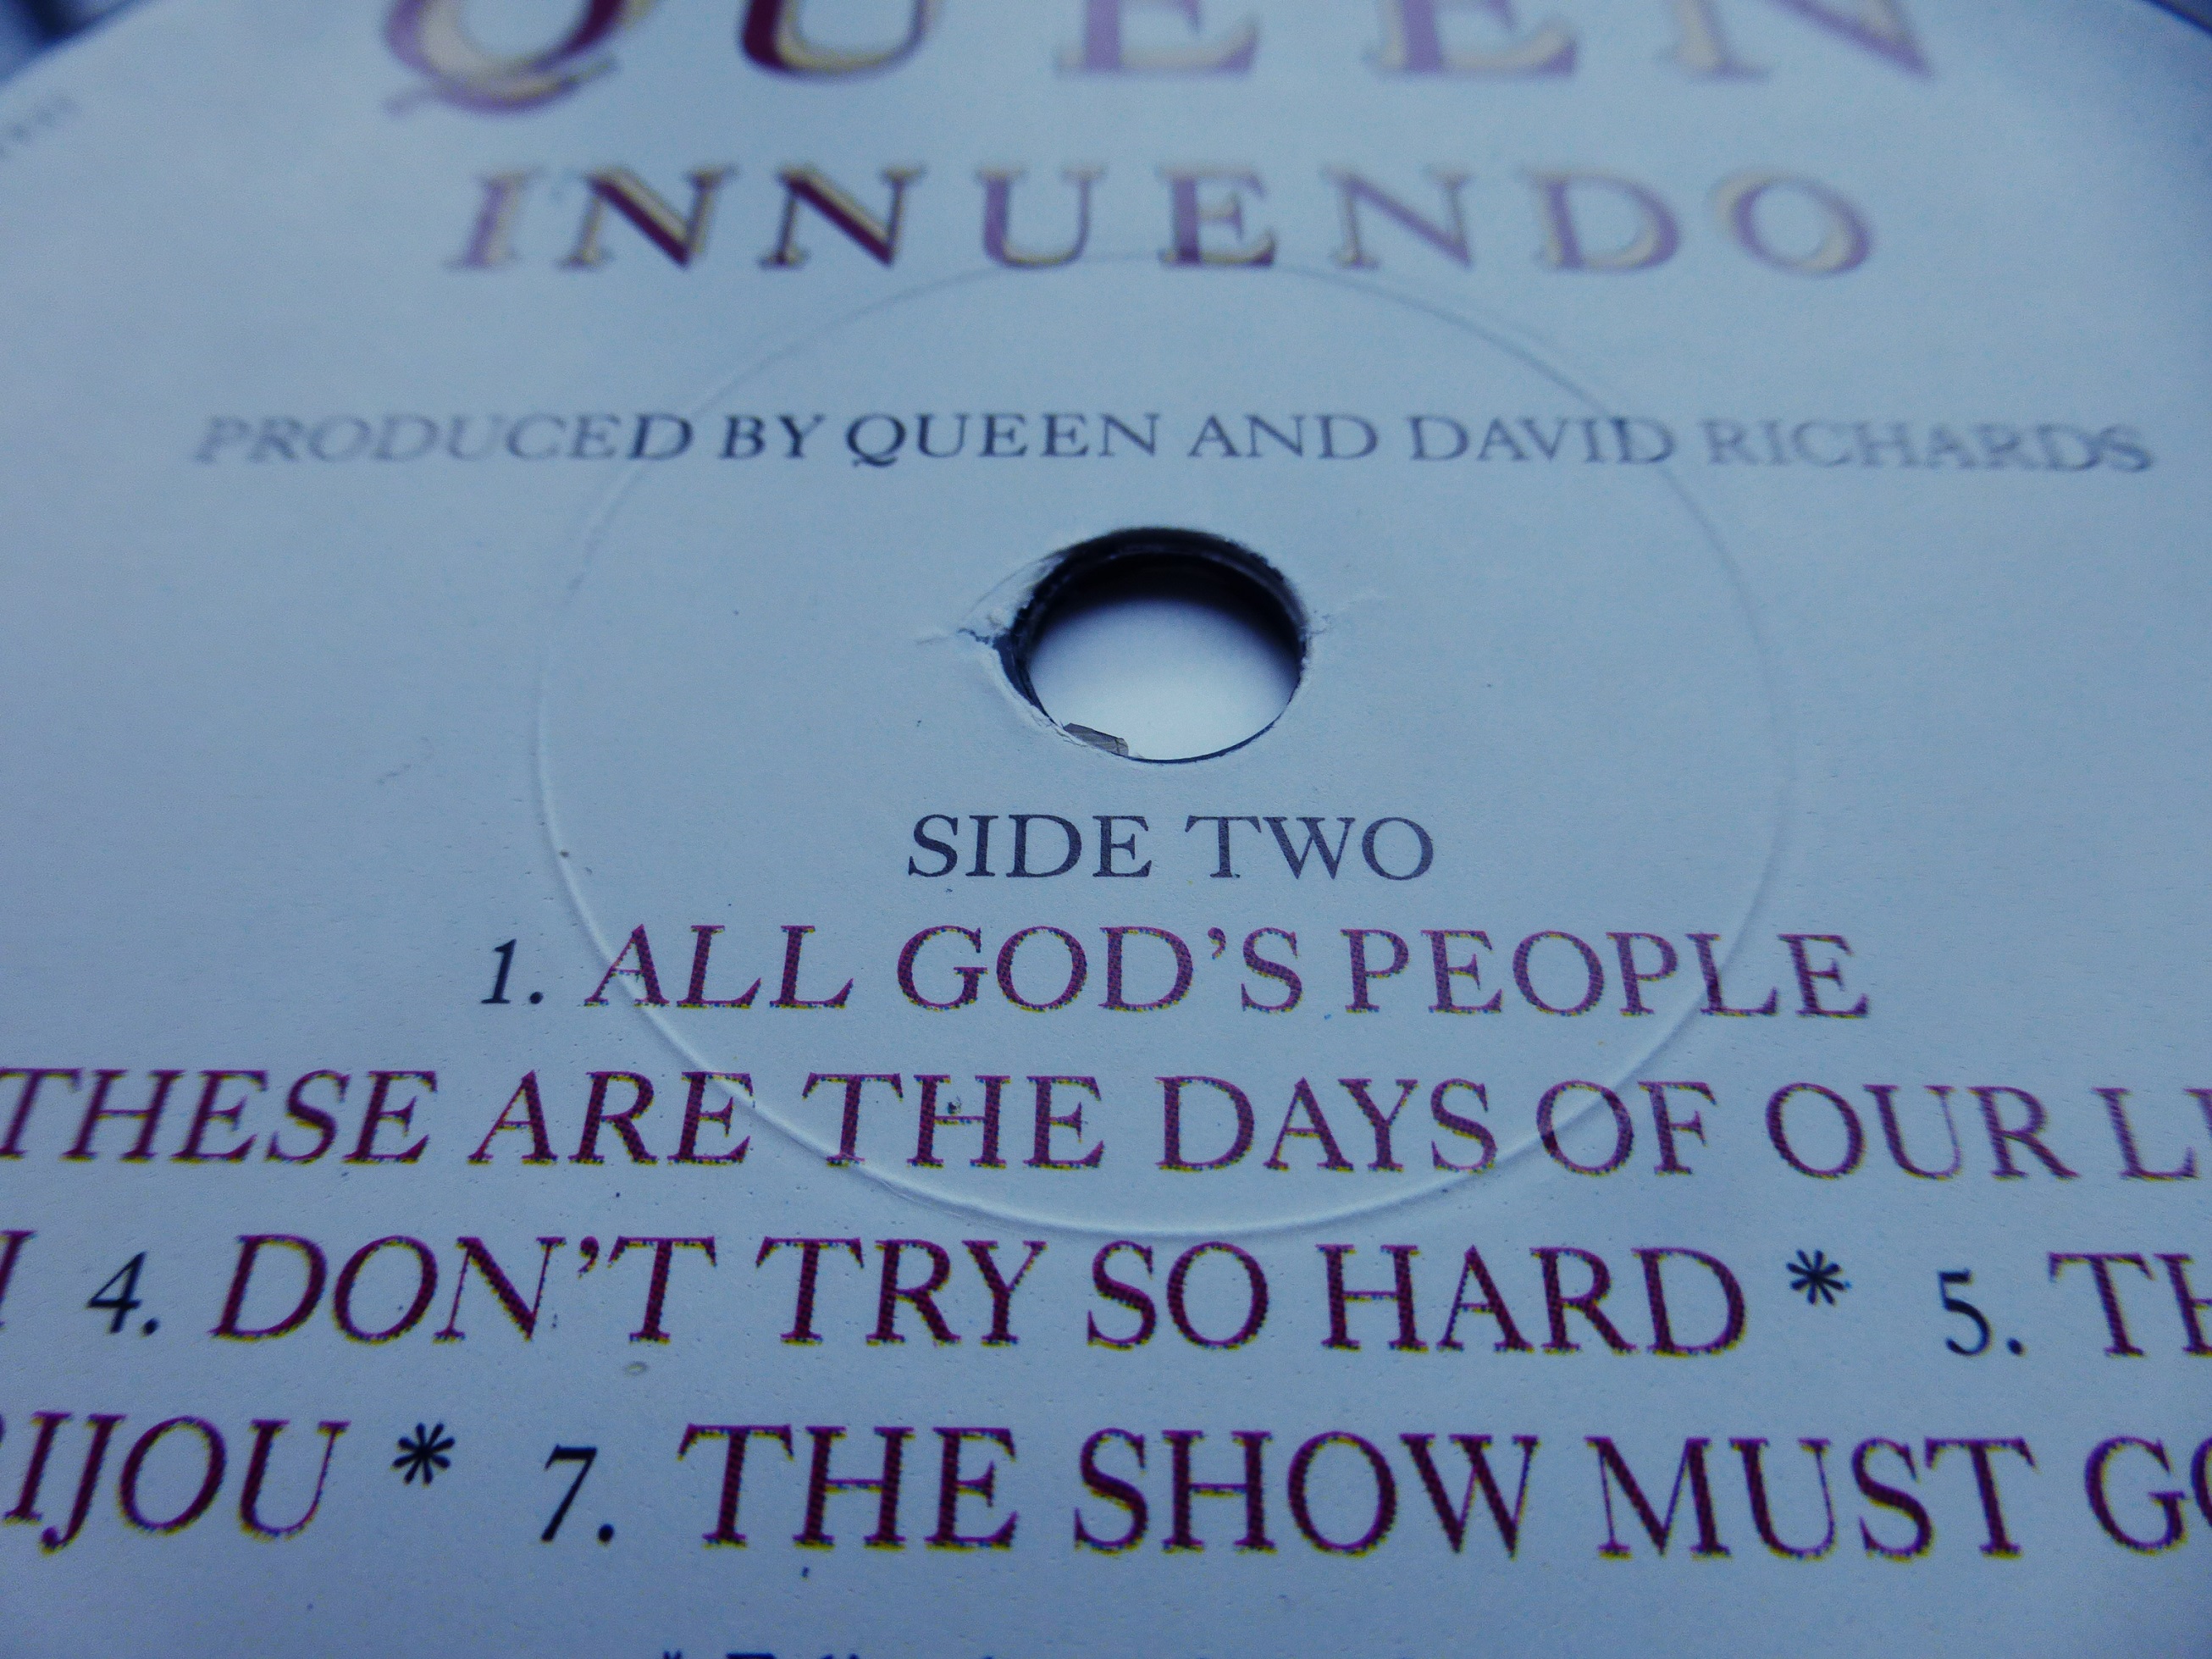 QUEEN
INNUENDO
PRODUCED BY QUEEN AND DAVID RICHARDS
SIDE TWO
1. ALL GOD'S PEOPLE
THESE ARE THE DAYS OF OUR
4. DON'T TRY SO HARD * 5.
IJOU * 7. THE SHOW MUST GO